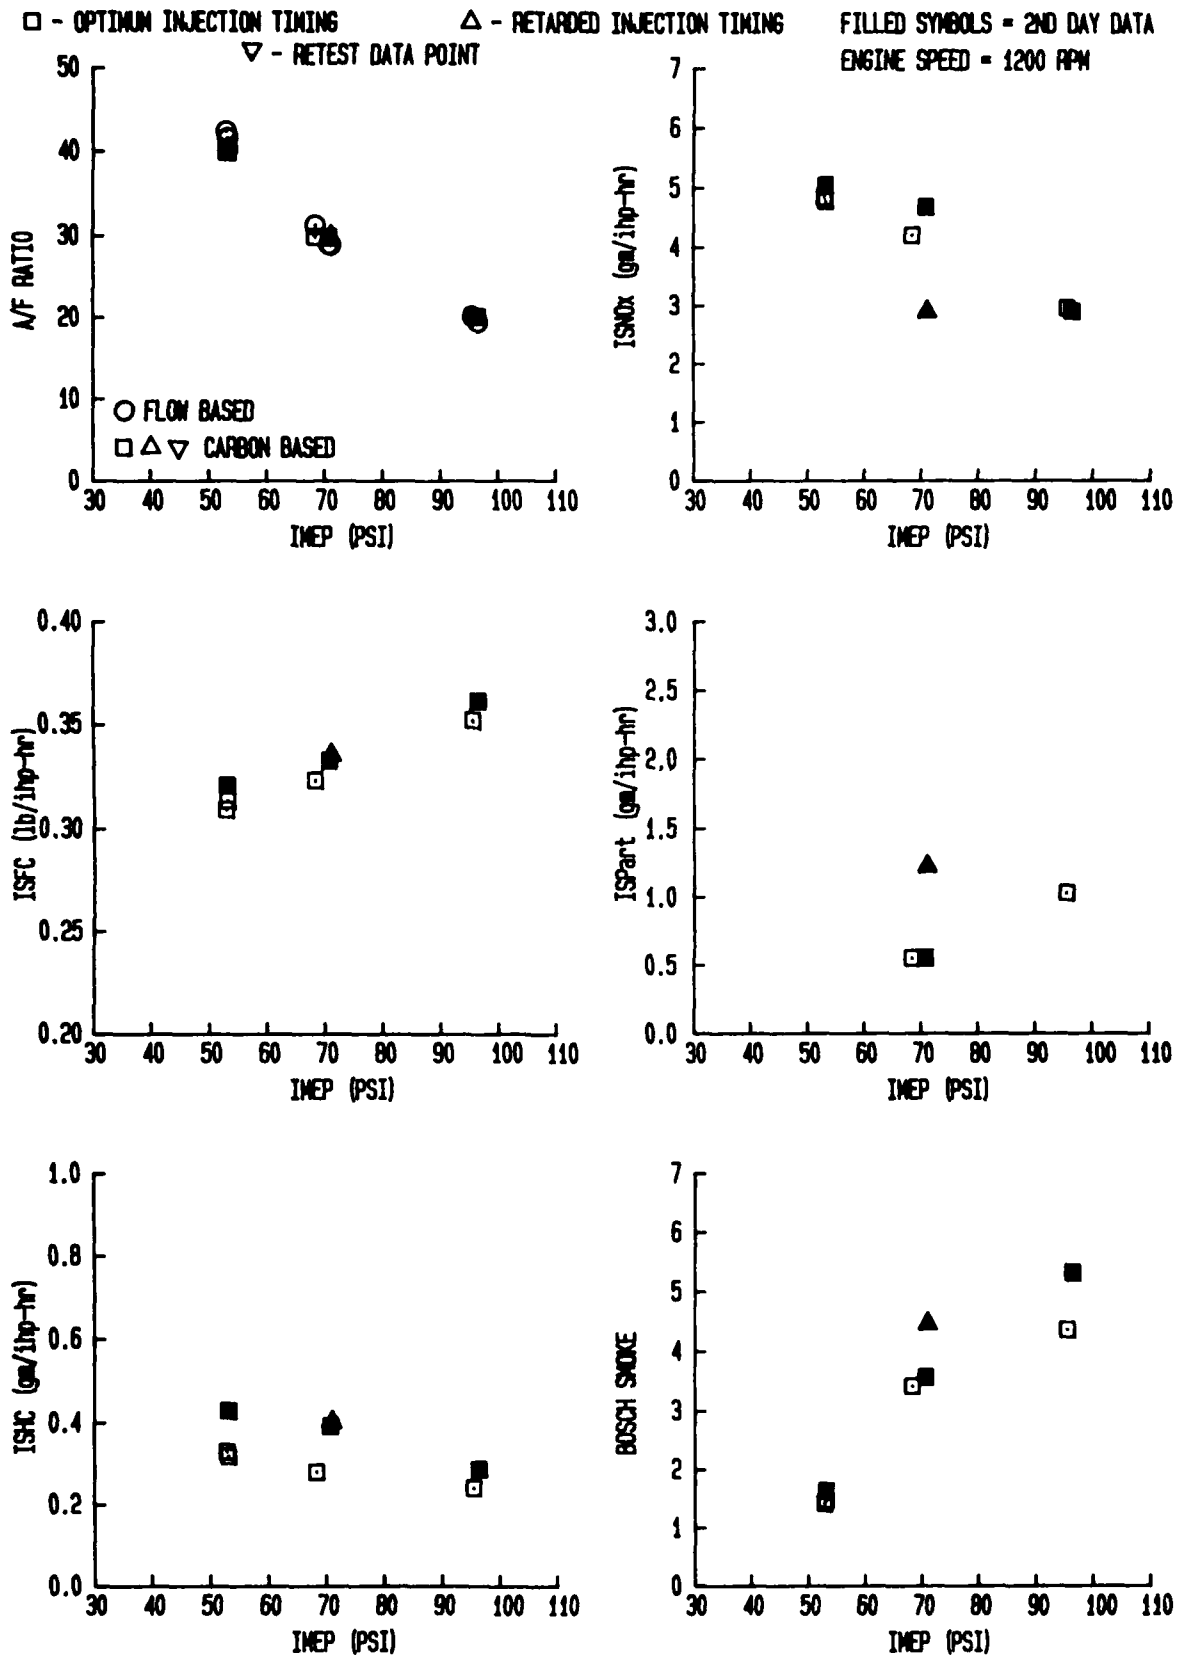 □ - OPTIMUM INJECTION TIMING △ - RETARDED INJECTION TIMING FILLED SYMBOLS = 2ND DAY DATA
▽ - RETEST DATA POINT ENGINE SPEED = 1200 RPM
50
40
30
20
10
0
A/F RATIO
○ FLOW BASED
□ △ ▽ CARBON BASED
30 40 50 60 70 80 90 100 110
IMEP (PSI)
7
6
5
4
3
2
1
0
ISNOx (gm/ihp-hr)
30 40 50 60 70 80 90 100 110
IMEP (PSI)
0.40
0.35
0.30
0.25
0.20
ISFC (lb/ihp-hr)
30 40 50 60 70 80 90 100 110
IMEP (PSI)
3.0
2.5
2.0
1.5
1.0
0.5
0.0
ISPart (gm/ihp-hr)
30 40 50 60 70 80 90 100 110
IMEP (PSI)
1.0
0.8
0.6
0.4
0.2
0.0
ISHC (gm/ihp-hr)
30 40 50 60 70 80 90 100 110
IMEP (PSI)
7
6
5
4
3
2
1
0
BOSCH SMOKE
30 40 50 60 70 80 90 100 110
IMEP (PSI)